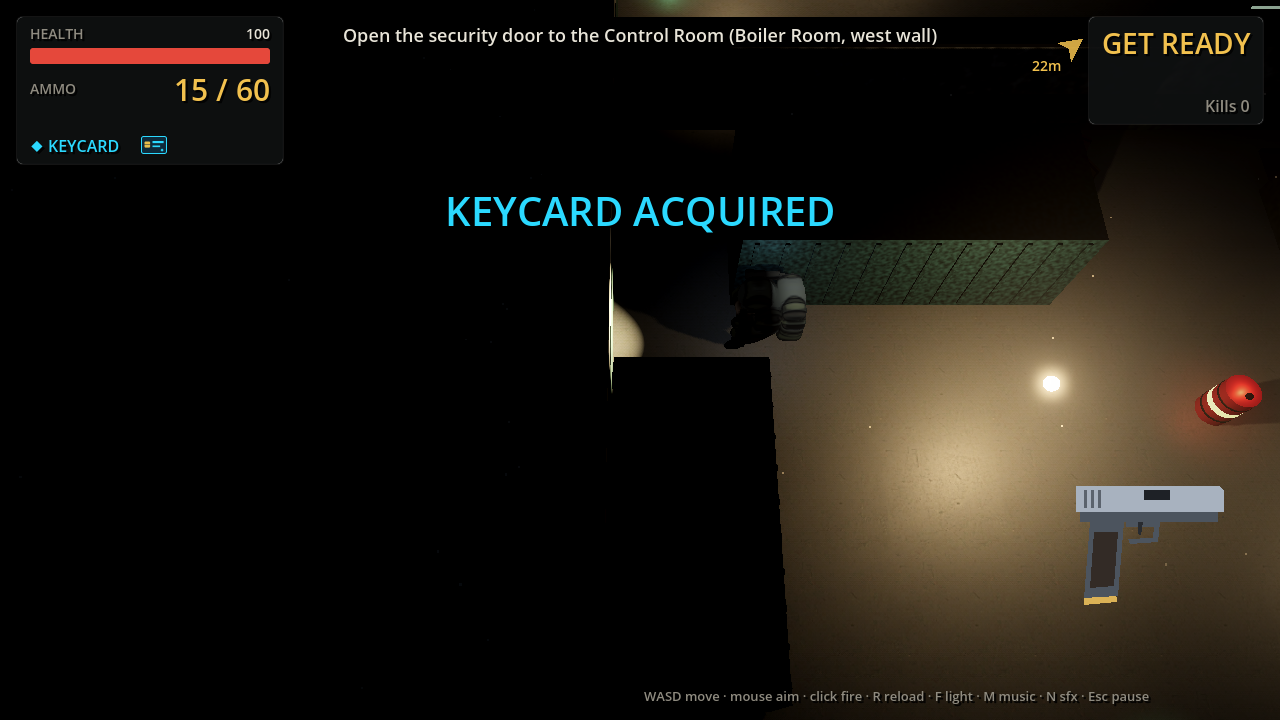 HEALTH 100
AMMO 15 / 60
◆ KEYCARD
Open the security door to the Control Room (Boiler Room, west wall)
22m
GET READY
Kills 0
KEYCARD ACQUIRED
WASD move · mouse aim · click fire · R reload · F light · M music · N sfx · Esc pause